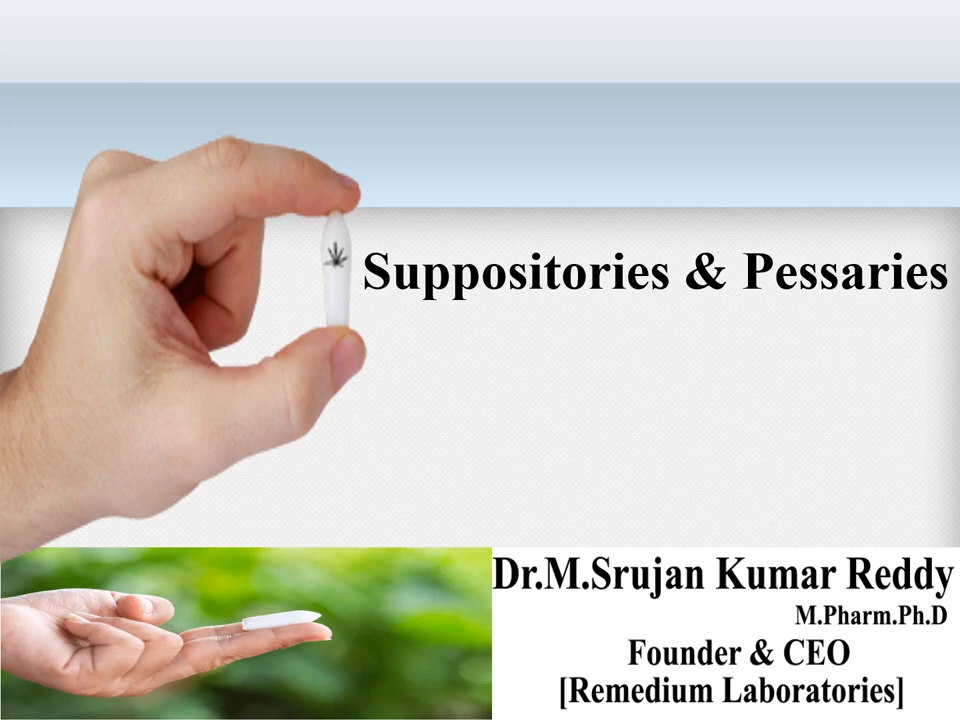 Suppositories & Pessaries
Dr.M.Srujan Kumar Reddy
M.Pharm.Ph.D
Founder & CEO
[Remedium Laboratories]